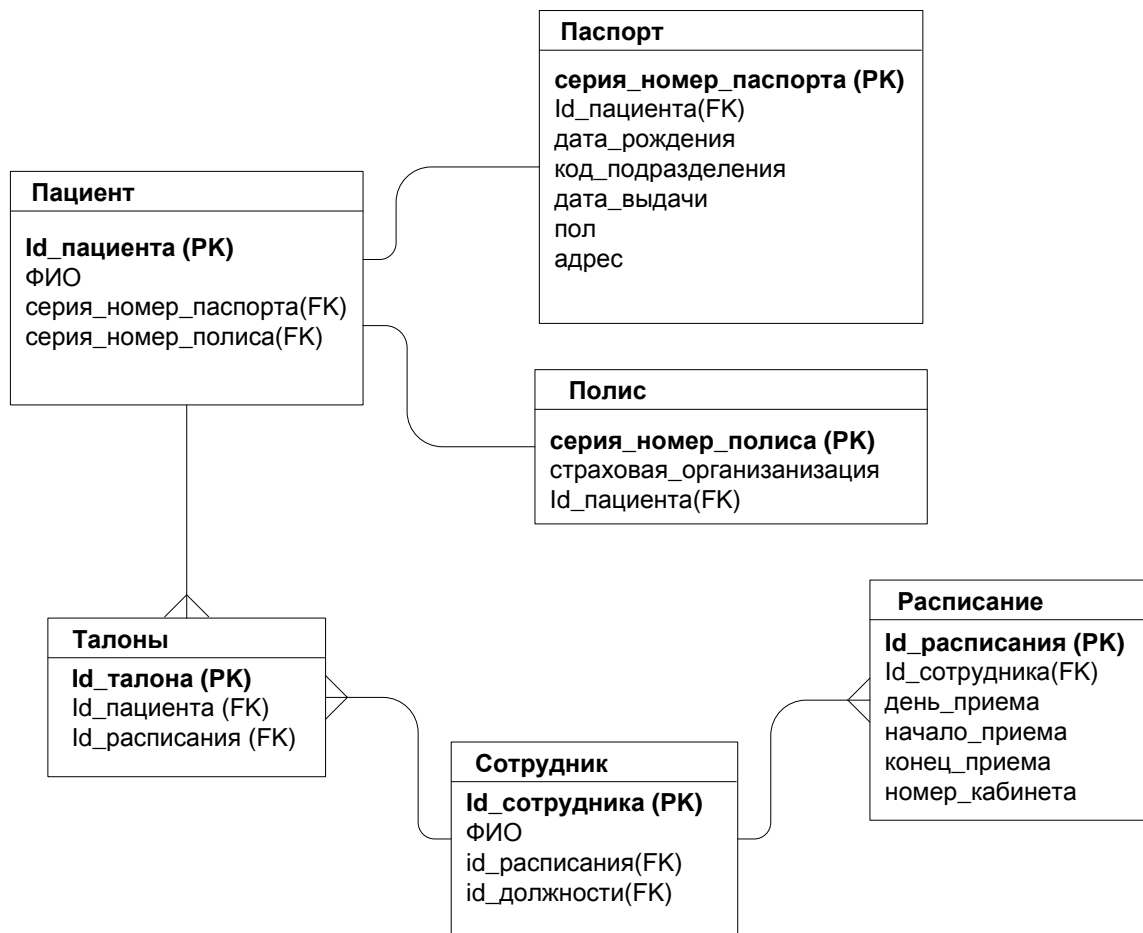 Паспорт
серия_номер_паспорта (PK)
Id_пациента(FK)
дата_рождения
код_подразделения
дата_выдачи
пол
адрес
Пациент
Id_пациента (PK)
ФИО
серия_номер_паспорта(FK)
серия_номер_полиса(FK)
Полис
серия_номер_полиса (PK)
страховая_организанизация
Id_пациента(FK)
Талоны
Id_талона (PK)
Id_пациента (FK)
Id_расписания (FK)
Сотрудник
Id_сотрудника (PK)
ФИО
id_расписания(FK)
id_должности(FK)
Расписание
Id_расписания (PK)
Id_сотрудника(FK)
день_приема
начало_приема
конец_приема
номер_кабинета